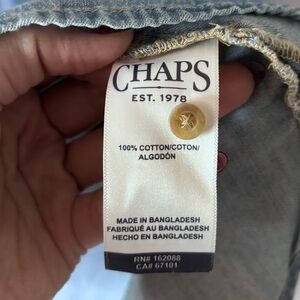 CHAPS
EST. 1978
100% COTTON/COTON/
ALGODÓN
MADE IN BANGLADESH
FABRIQUÉ AU BANGLADESH
HECHO EN BANGLADESH
RN# 162088
CA# 67101